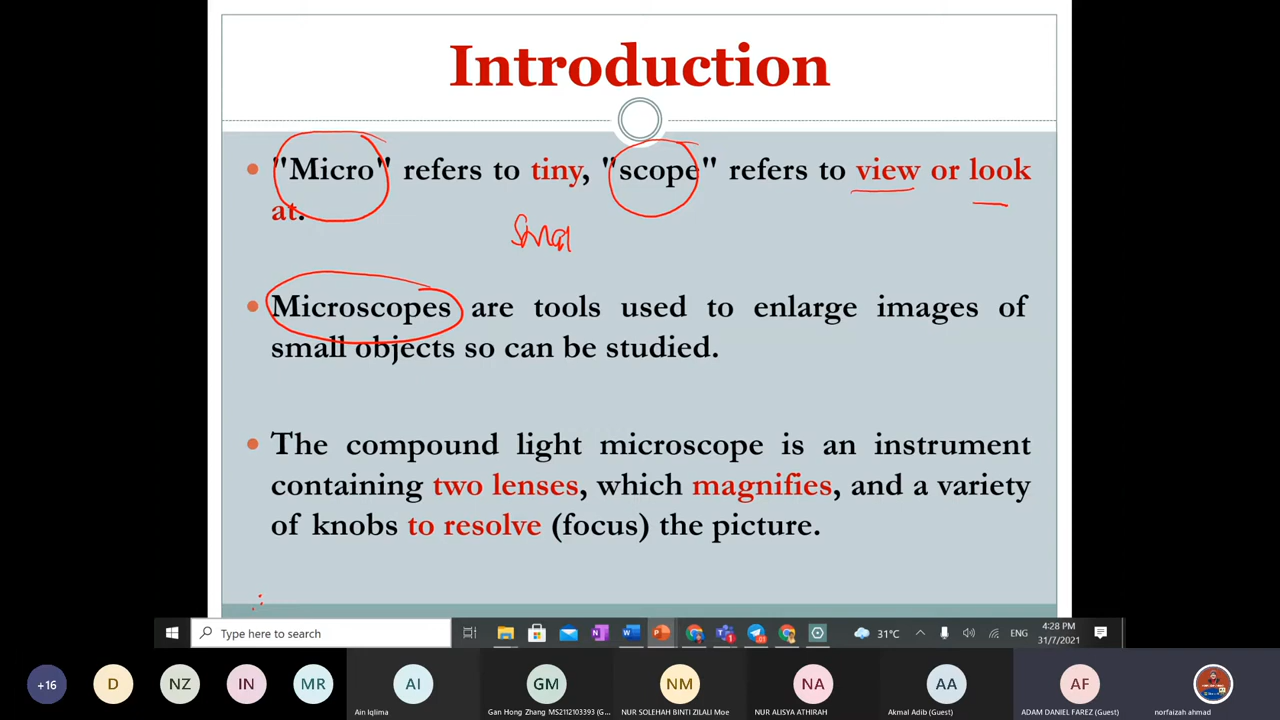 Introduction
"Micro" refers to tiny, "scope" refers to view or look
at.
Microscopes are tools used to enlarge images of
small objects so can be studied.
The compound light microscope is an instrument
containing two lenses, which magnifies, and a variety
of knobs to resolve (focus) the picture.
Type here to search
31°C
ENG
4:28 PM
31/7/2021
+16
D
NZ
IN
MR
AI
GM
NM
NA
AA
AF
Ain Iqlima
Gan Hong Zhang MS2112103393 (G...
NUR SOLEHAH BINTI ZILALI Moe
NUR ALISYA ATHIRAH
Akmal Adib (Guest)
ADAM DANIEL FAREZ (Guest)
norfaizah ahmad